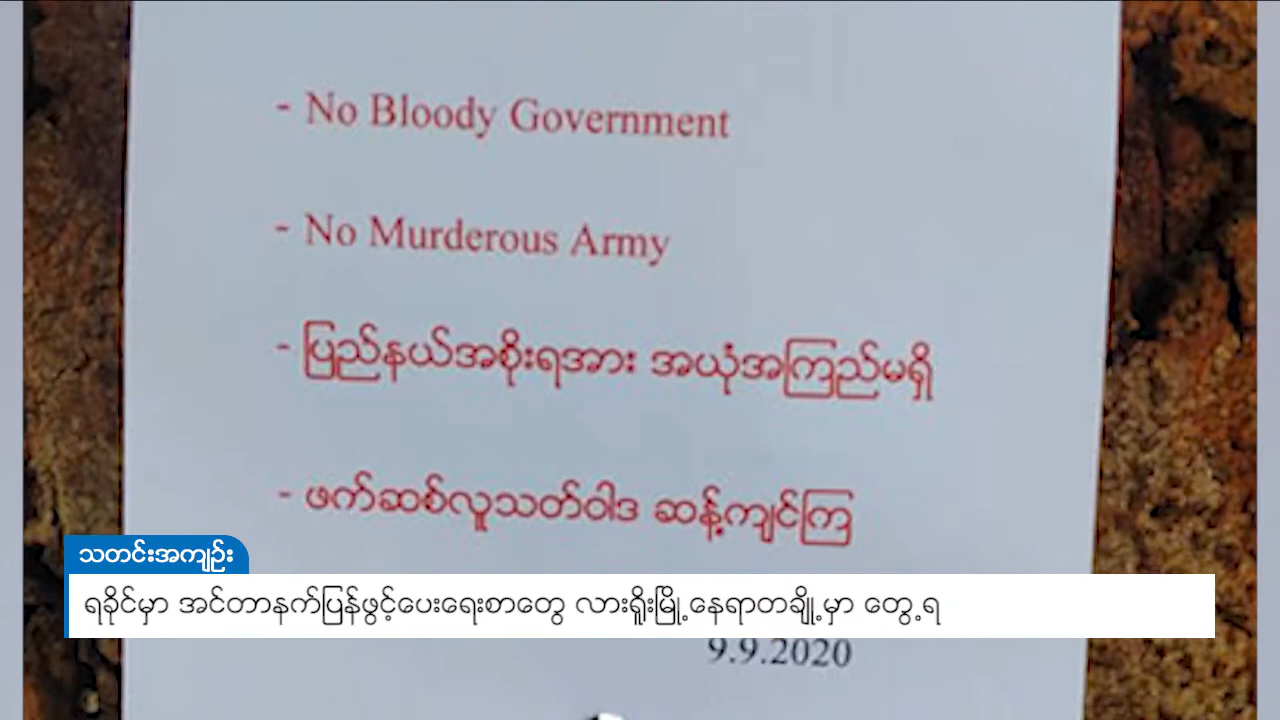 - No Bloody Government
- No Murderous Army
- ပြည်နယ်အစိုးရအား အယုံအကြည်မရှိ
- ဖက်ဆစ်လူသတ်ဝါဒ ဆန့်ကျင်ကြ
သတင်းအကျဉ်း
ရခိုင်မှာ အင်တာနက်ပြန်ဖွင့်ပေးရေးစာတွေ လားရှိုးမြို့နေရာတချို့မှာ တွေ့ရ
9.9.2020